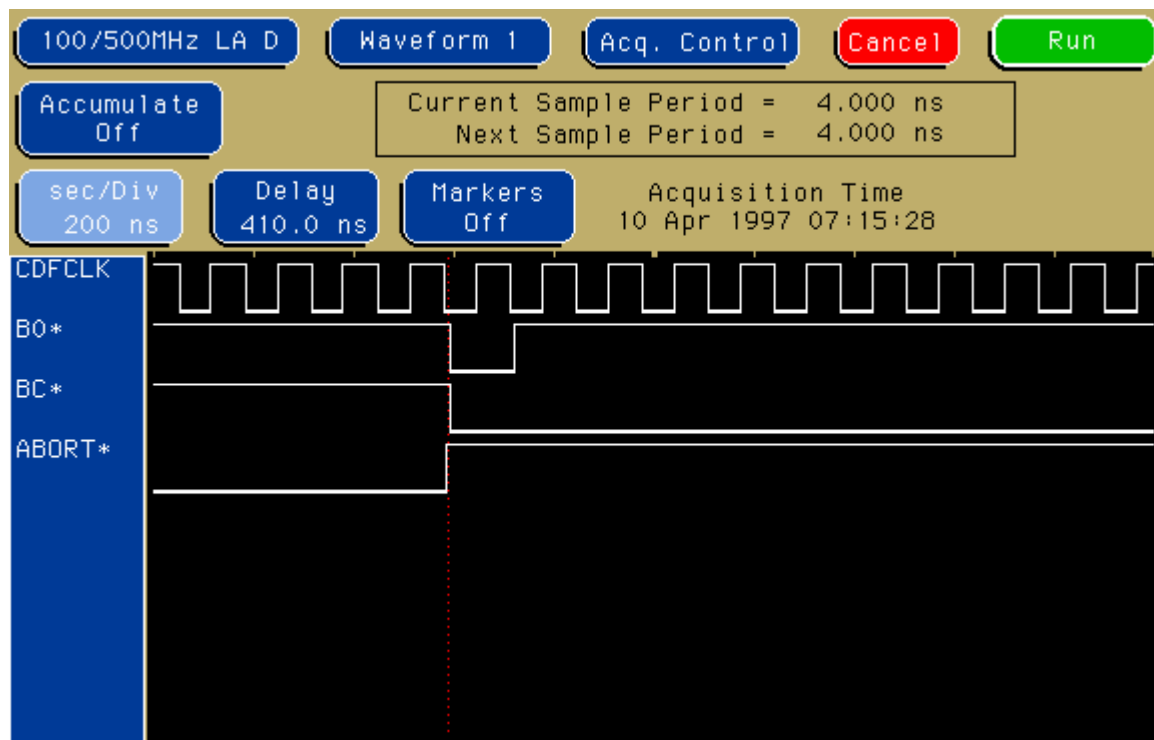 100/500MHz LA D Waveform 1 Acq. Control Cancel Run
Accumulate
Off
Current Sample Period = 4.000 ns
Next Sample Period = 4.000 ns
sec/Div
200 ns
Delay
410.0 ns
Markers
Off
Acquisition Time
10 Apr 1997 07:15:28
CDFCLK
BO*
BC*
ABORT*